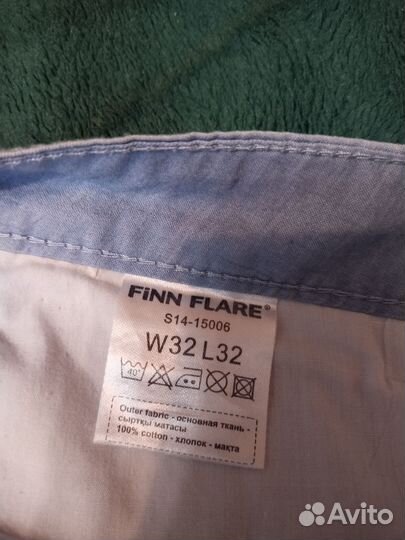 FiNN FLARE®
S14-15006
W32 L32
40°
Outer fabric - основная ткань -
сыртқы матасы
100% cotton - хлопок - мақта
Avito